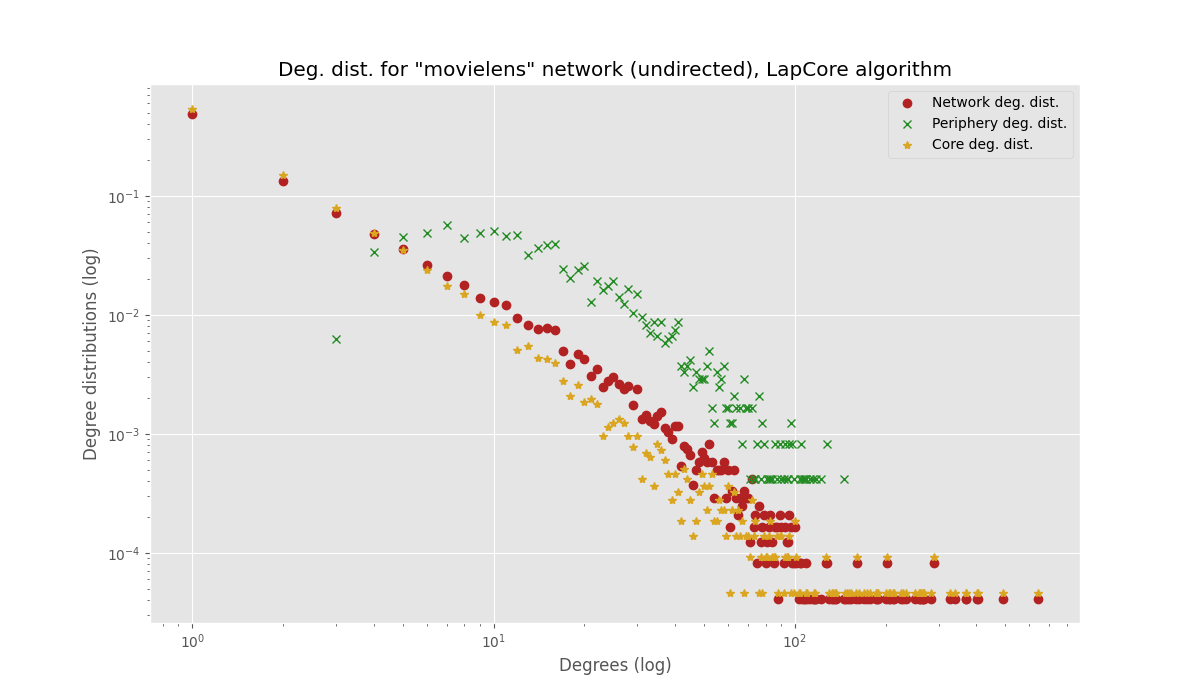 Deg. dist. for "movielens" network (undirected), LapCore algorithm
Network deg. dist.
Periphery deg. dist.
Core deg. dist.
Degree distributions (log)
10⁻¹
10⁻²
10⁻³
10⁻⁴
10⁰
10¹
10²
Degrees (log)